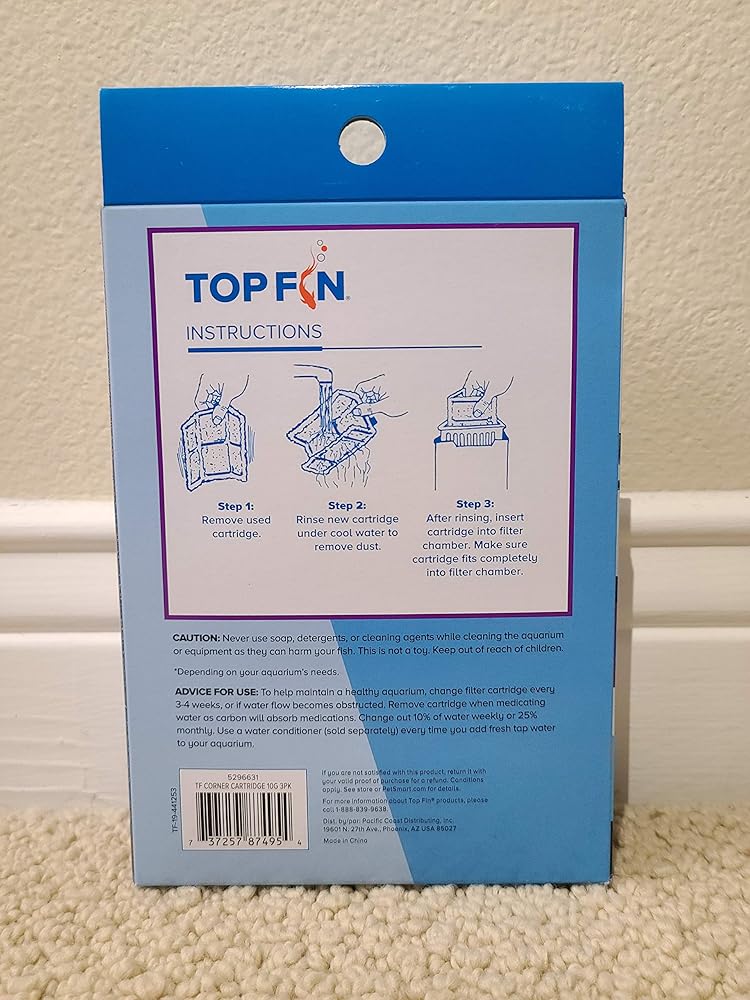 TOP FIN®
INSTRUCTIONS
Step 1:
Remove used
cartridge.
Step 2:
Rinse new cartridge
under cool water to
remove dust.
Step 3:
After rinsing, insert
cartridge into filter
chamber. Make sure
cartridge fits completely
into filter chamber.
CAUTION: Never use soap, detergents, or cleaning agents while cleaning the aquarium
or equipment as they can harm your fish. This is not a toy. Keep out of reach of children.
*Depending on your aquarium's needs.
ADVICE FOR USE: To help maintain a healthy aquarium, change filter cartridge every
3-4 weeks, or if water flow becomes obstructed. Remove cartridge when medicating
water as carbon will absorb medications. Change out 10% of water weekly or 25%
monthly. Use a water conditioner (sold separately) every time you add fresh tap water
to your aquarium.
TF-19-441253
5296631
TF CORNER CARTRIDGE 10G 3PK
7 37257 87495 4
If you are not satisfied with this product, return it with
your valid proof of purchase for a refund. Conditions
apply. See store or PetSmart.com for details.
For more information about Top Fin® products, please
call 1-888-839-9638.
Dist. by/par: Pacific Coast Distributing, Inc.
19601 N. 27th Ave., Phoenix, AZ USA 85027
Made in China